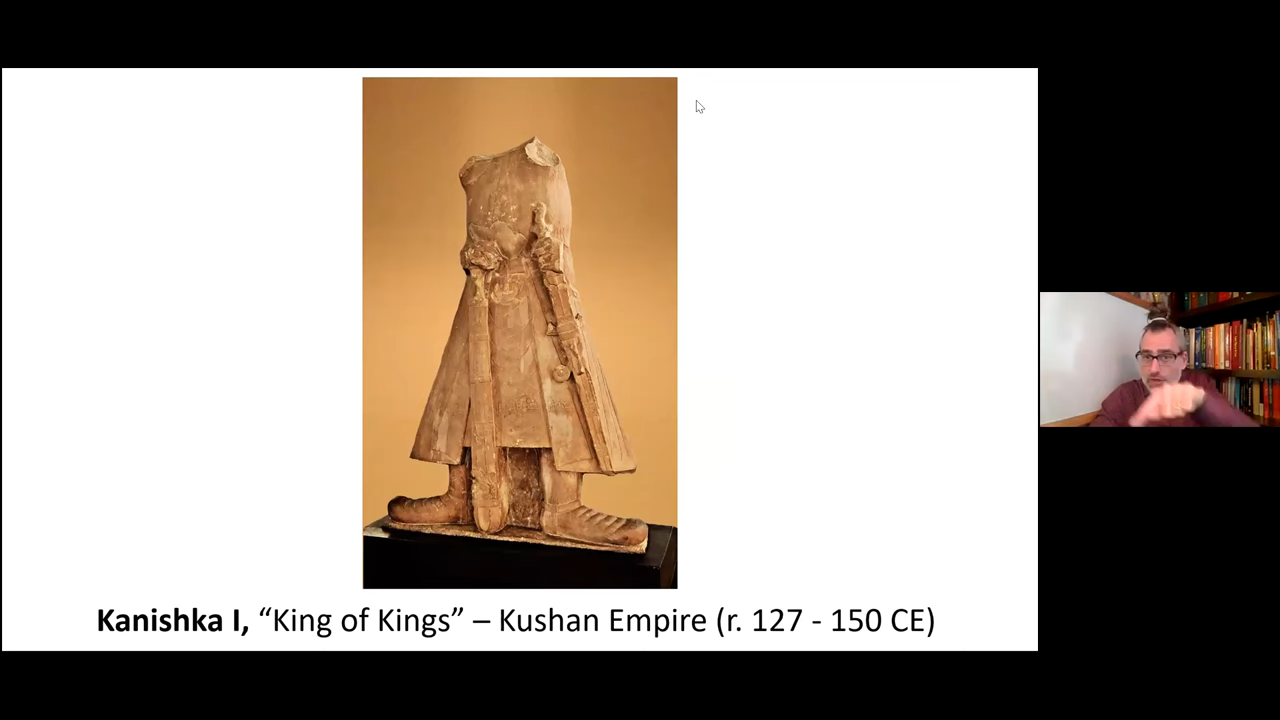 Kanishka I, “King of Kings” – Kushan Empire (r. 127 - 150 CE)